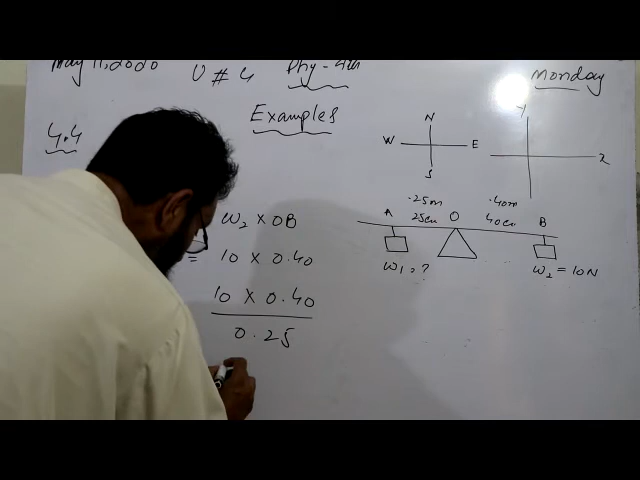 May 11, 2020 U # 4 Phy - 9th Monday
4.4 Examples
N
W E
S
Y
X
W₂ X OB
= 10 X 0.40
10 X 0.40
0.25
.25m .40m
A 25cm O 40cm B
W₁ = ? W₂ = 10N